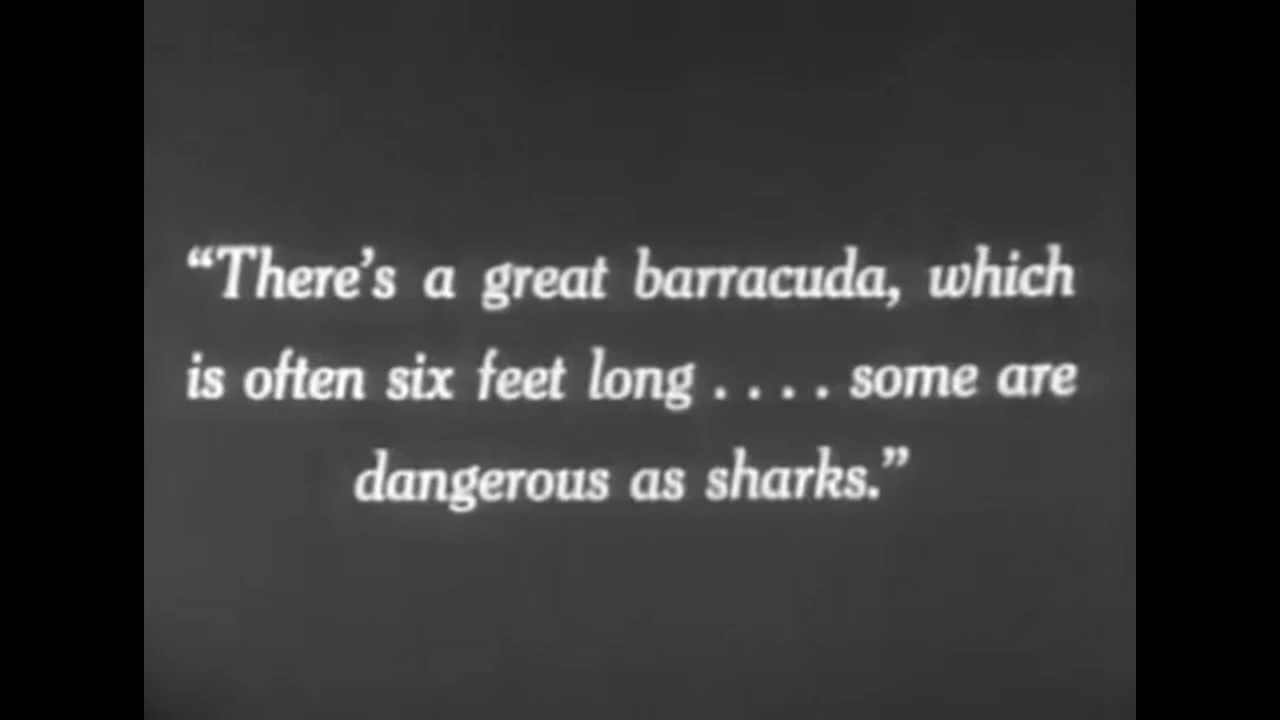 “There’s a great barracuda, which
is often six feet long . . . . some are
dangerous as sharks.”